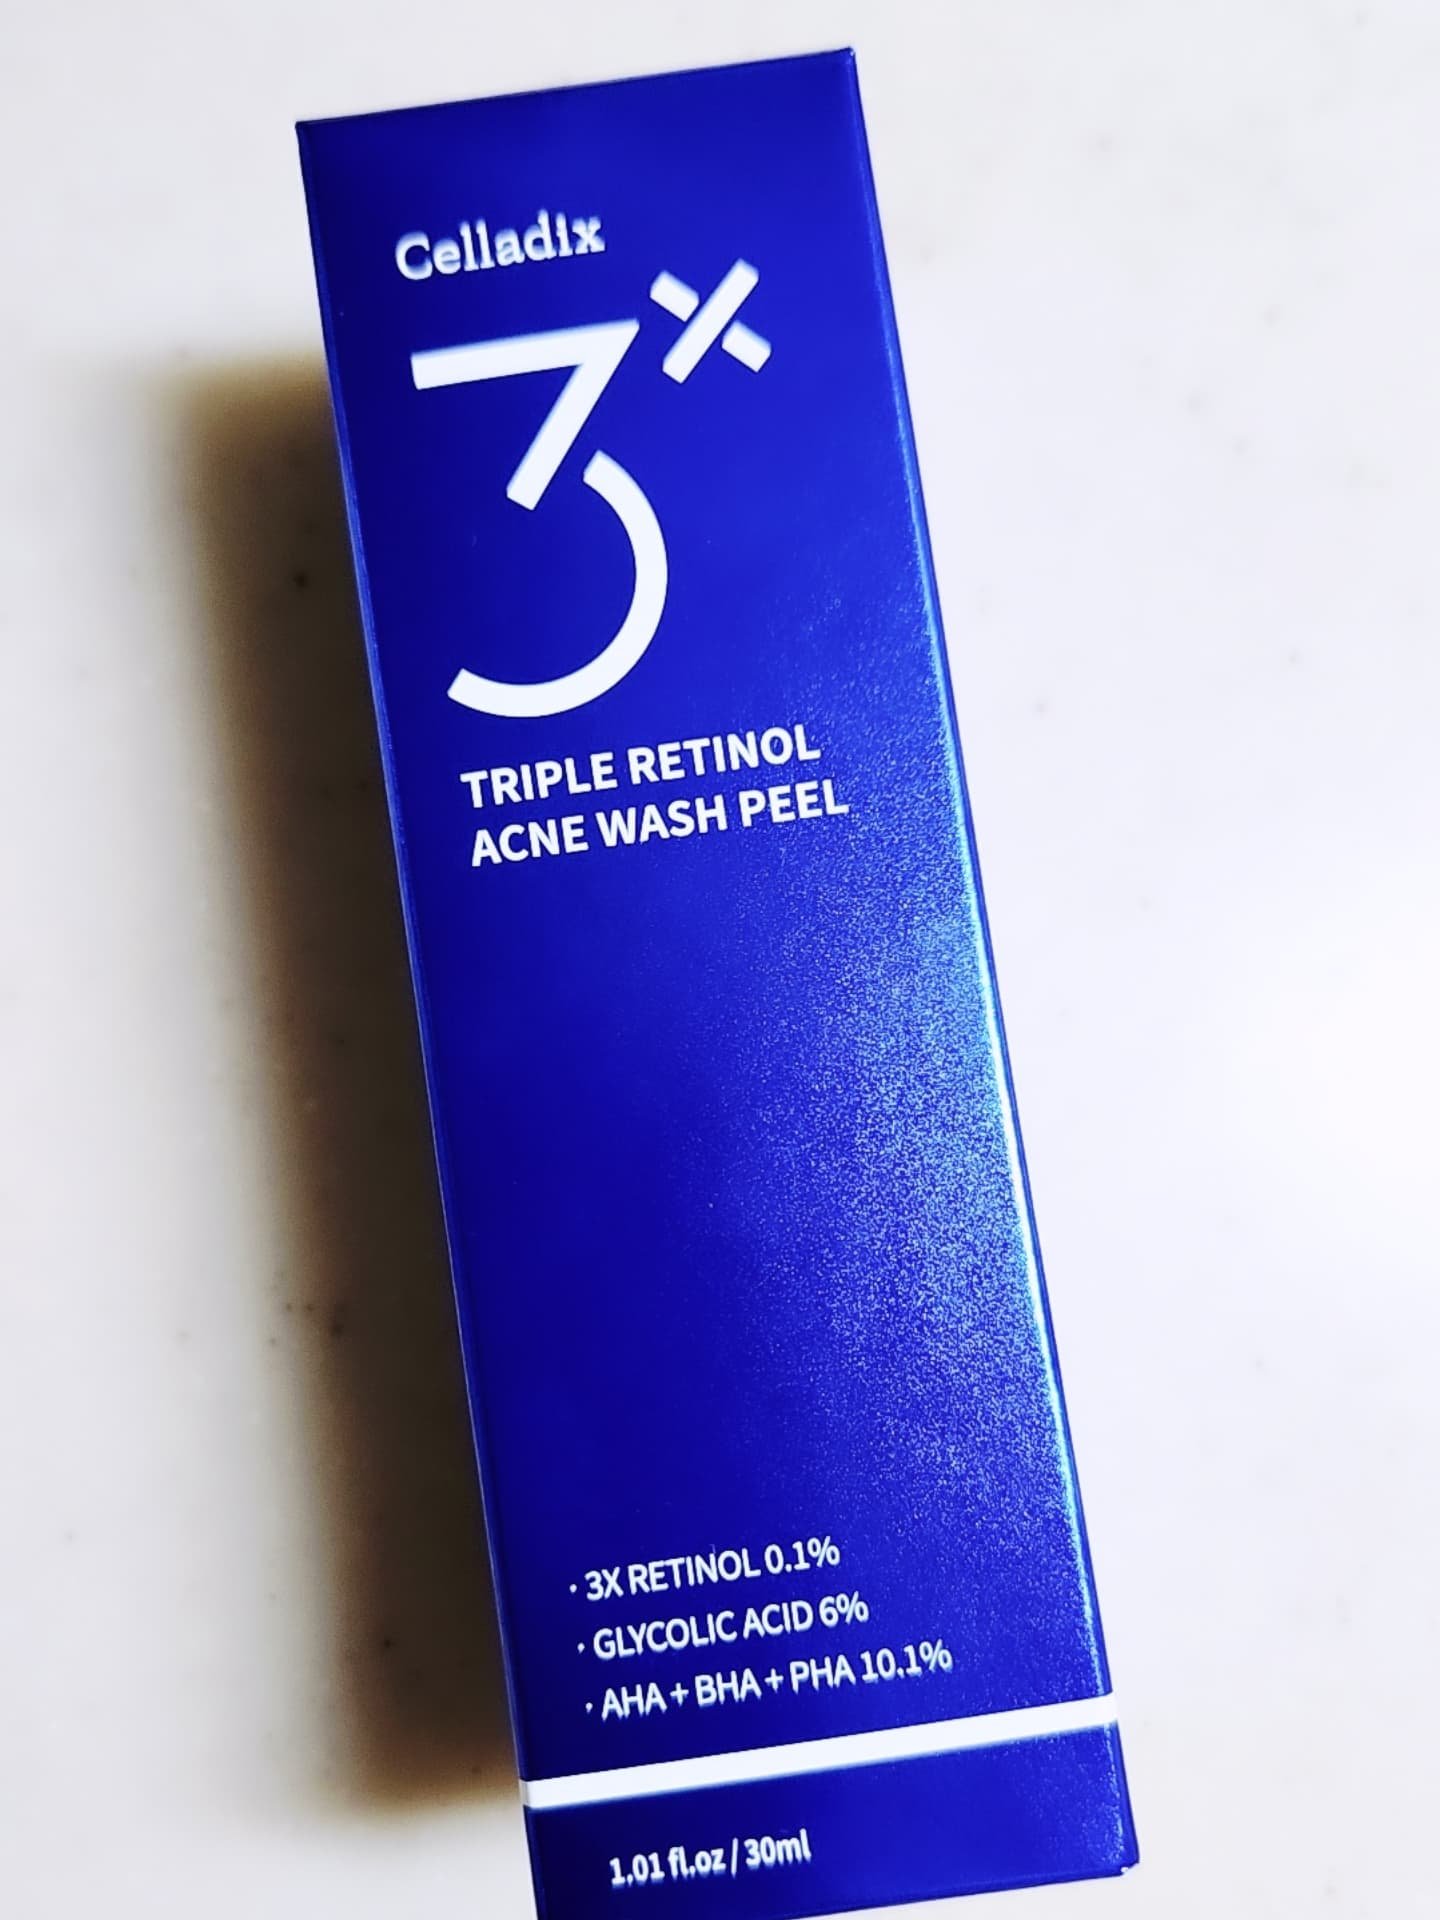 Celladix
3X
TRIPLE RETINOL
ACNE WASH PEEL
· 3X RETINOL 0.1%
· GLYCOLIC ACID 6%
· AHA + BHA + PHA 10.1%
1.01 fl.oz / 30ml